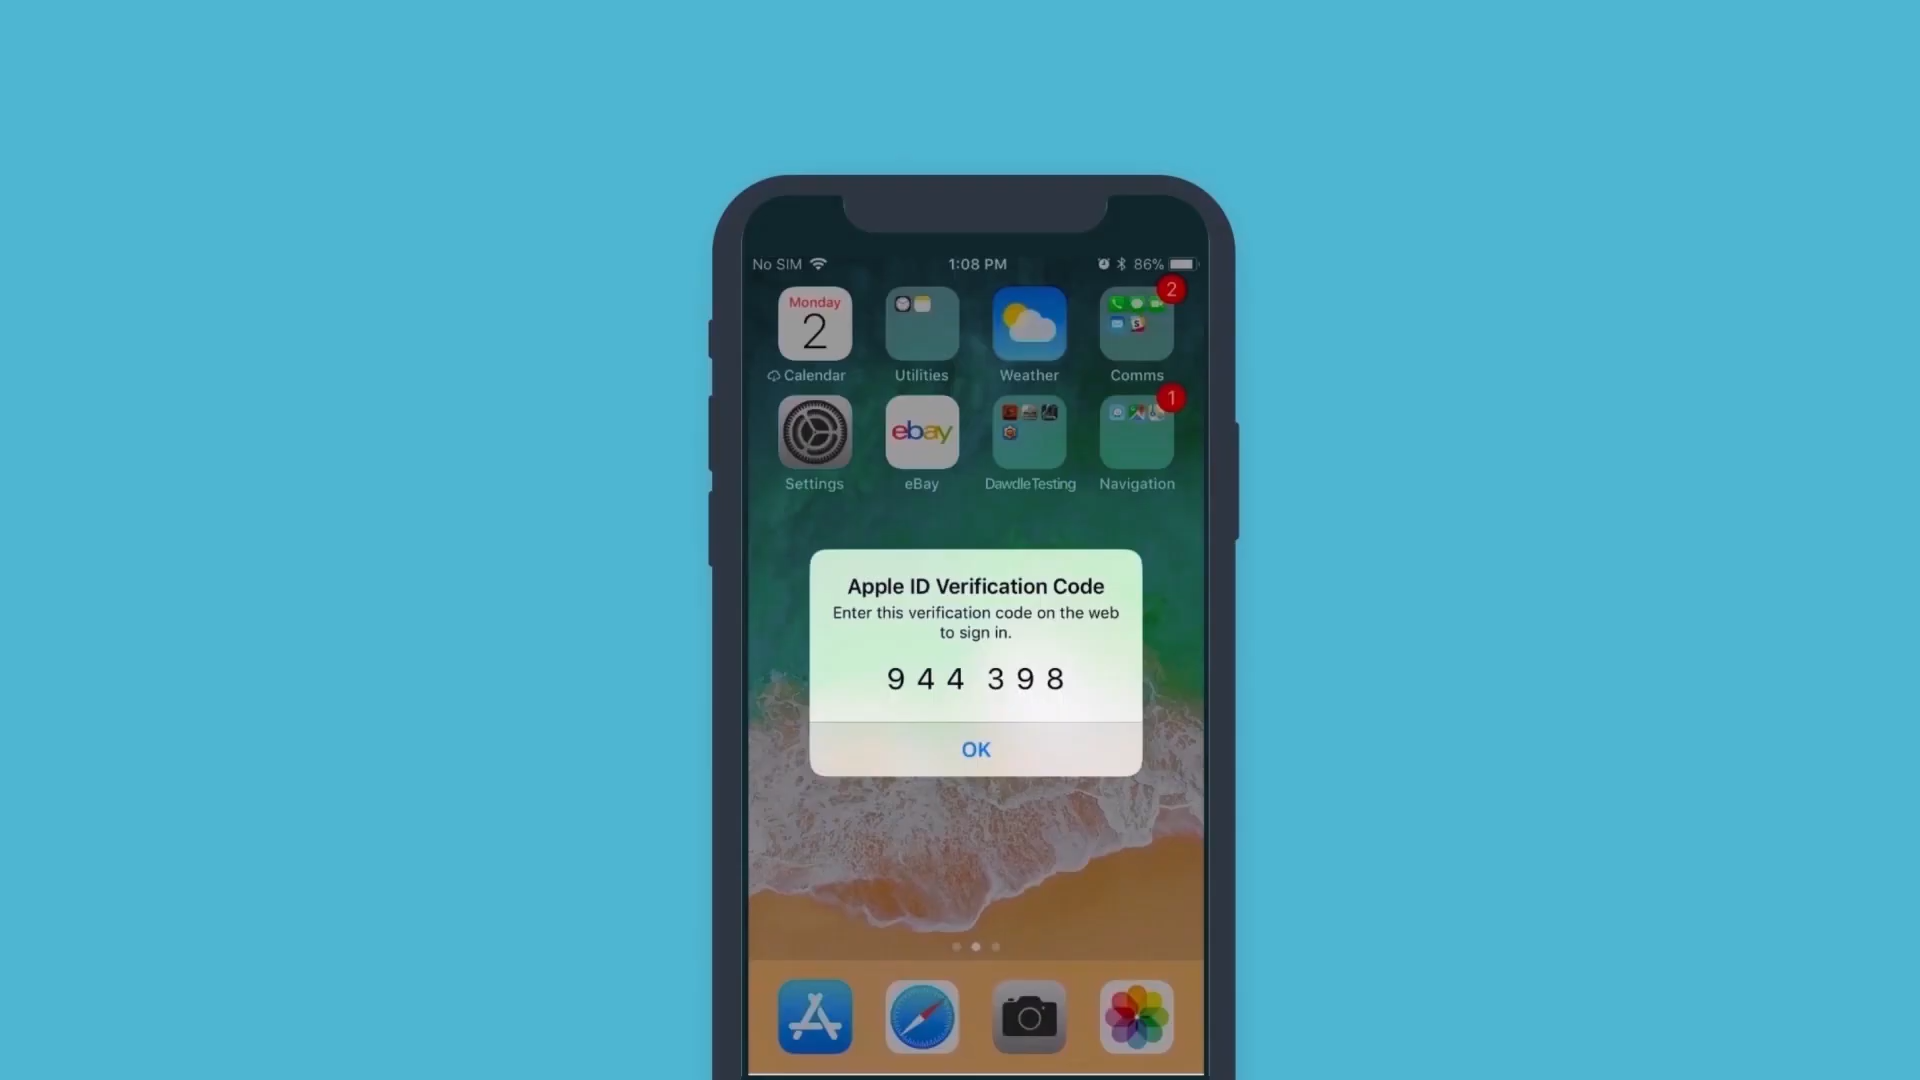 No SIM 1:08 PM 86%
Monday
2
2
Calendar Utilities Weather Comms
1
ebay
Settings eBay DawdleTesting Navigation
Apple ID Verification Code
Enter this verification code on the web
to sign in.
944 398
OK